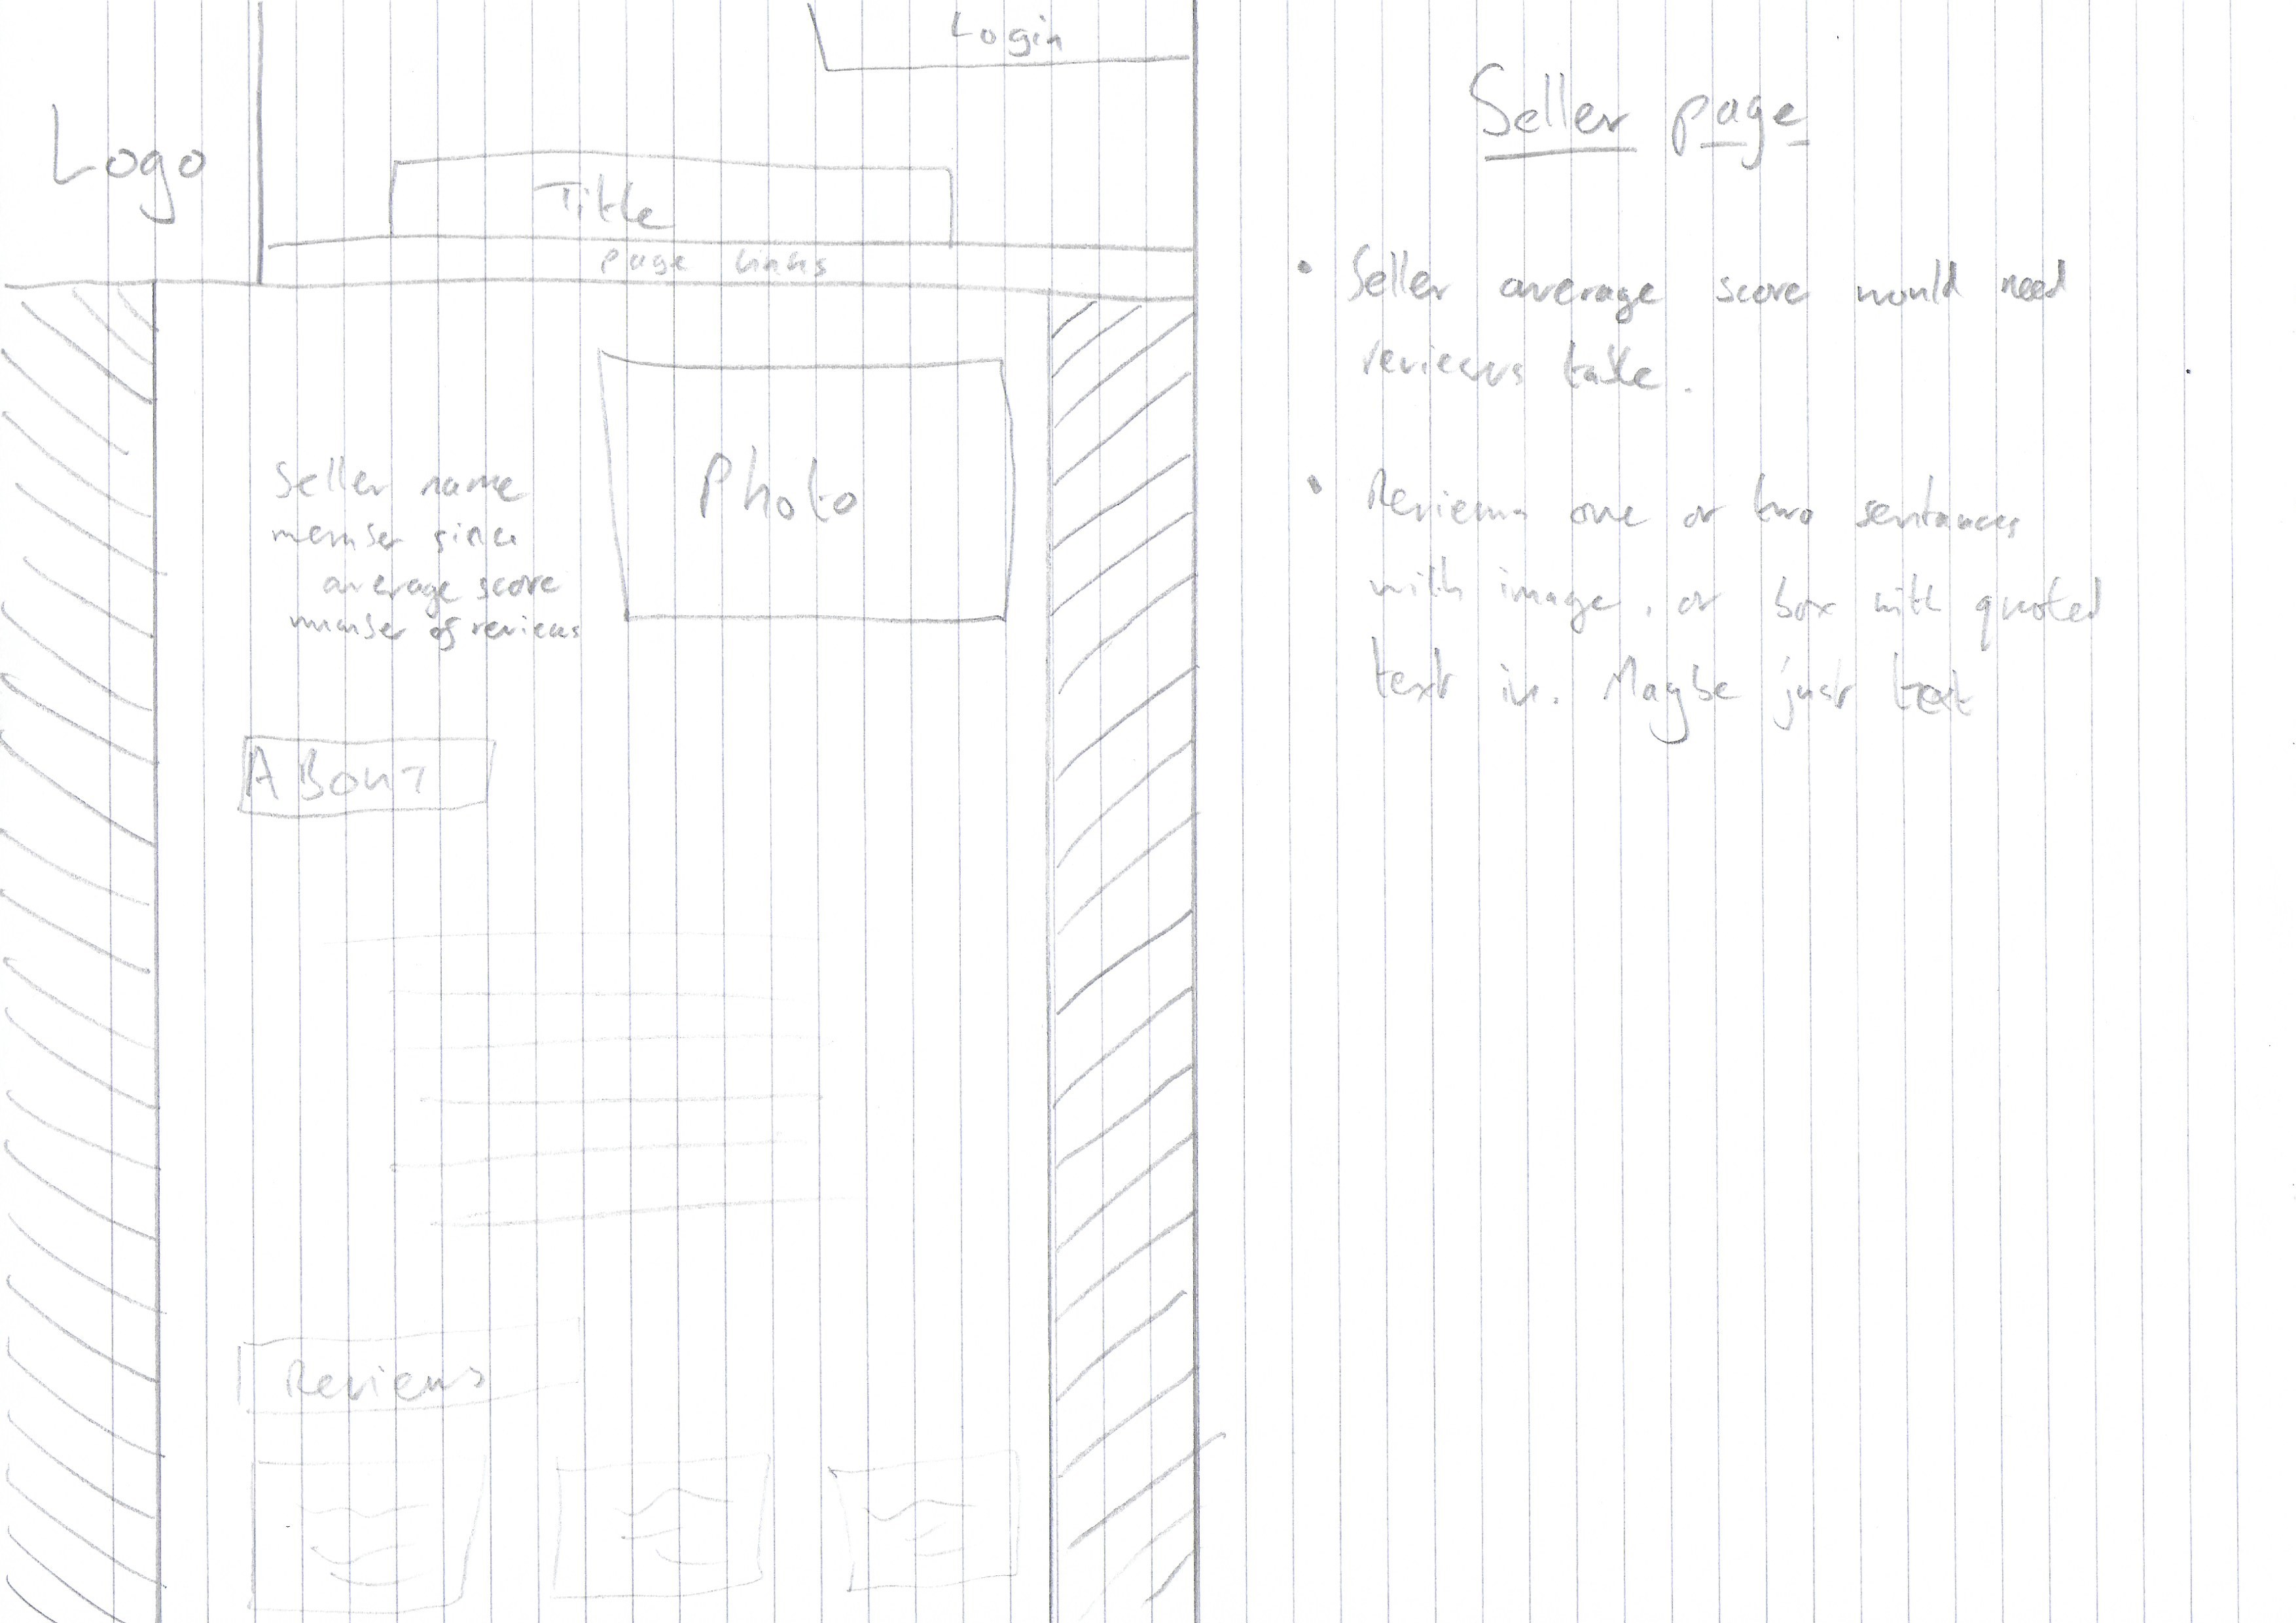 Login
Logo
Title
Page links
Seller name
member since
average score
number of reviews
Photo
ABOUT
Reviews
Seller page
• Seller average score would need
reviews table.
• Reviews one or two sentances
with image, or box with quoted
text in. Maybe just text